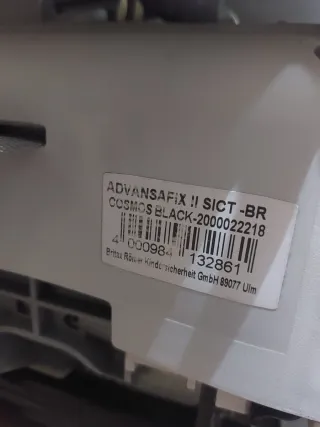 ADVANSAFIX II SICT -BR
COSMOS BLACK-2000022218
4 000984 132861
Britax Römer Kindersicherheit GmbH 89077 Ulm